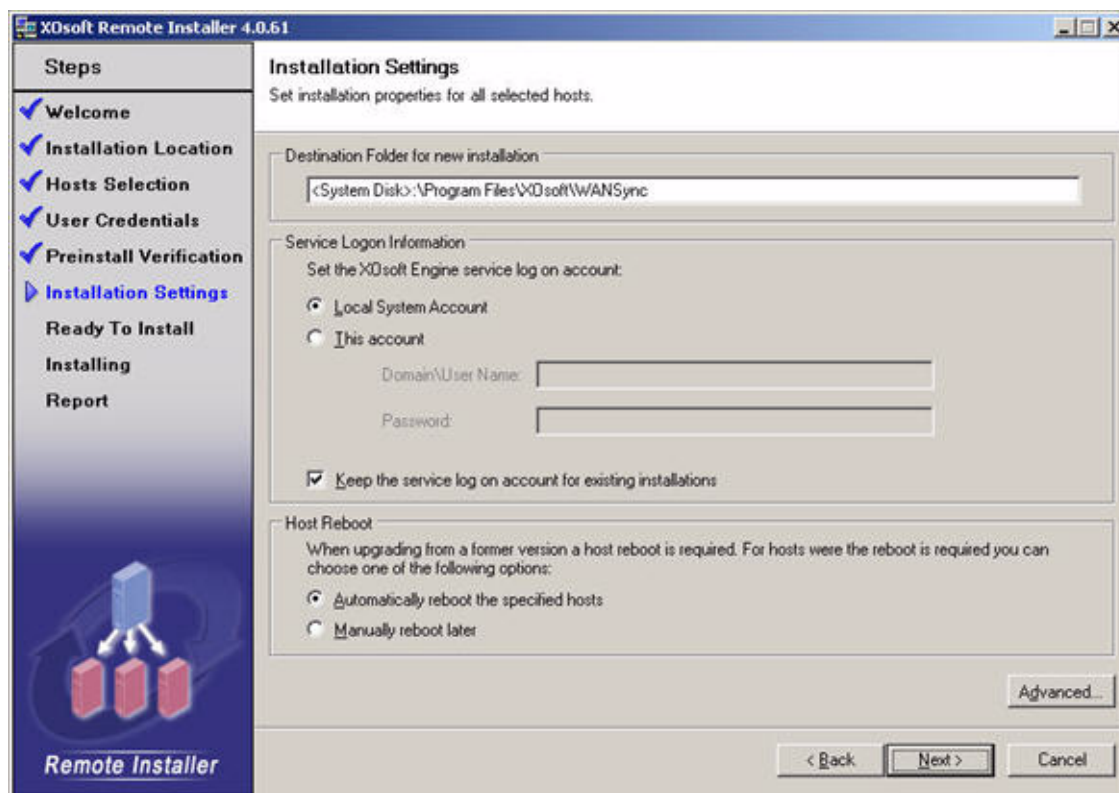 XOsoft Remote Installer 4.0.61
Steps
Welcome
Installation Location
Hosts Selection
User Credentials
Preinstall Verification
Installation Settings
Ready To Install
Installing
Report
Remote Installer
Installation Settings
Set installation properties for all selected hosts.
Destination Folder for new installation
<System Disk>:\Program Files\XOsoft\WANSync
Service Logon Information
Set the XOsoft Engine service log on account:
Local System Account
This account
Domain\User Name:
Password:
Keep the service log on account for existing installations
Host Reboot
When upgrading from a former version a host reboot is required. For hosts were the reboot is required you can
choose one of the following options:
Automatically reboot the specified hosts
Manually reboot later
Advanced...
< Back
Next >
Cancel